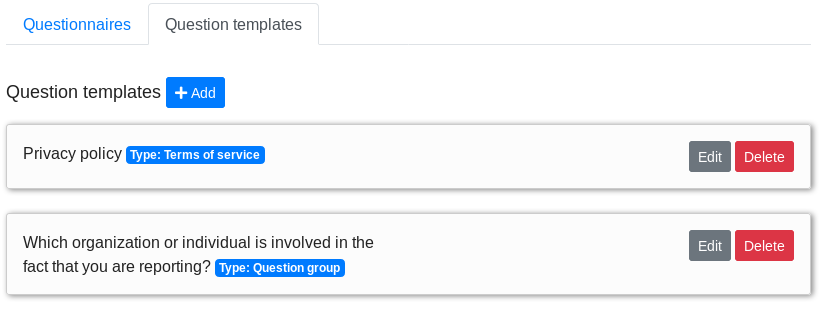 Questionnaires Question templates
Question templates Add
Privacy policy Type: Terms of service Edit Delete
Which organization or individual is involved in the Edit Delete
fact that you are reporting? Type: Question group